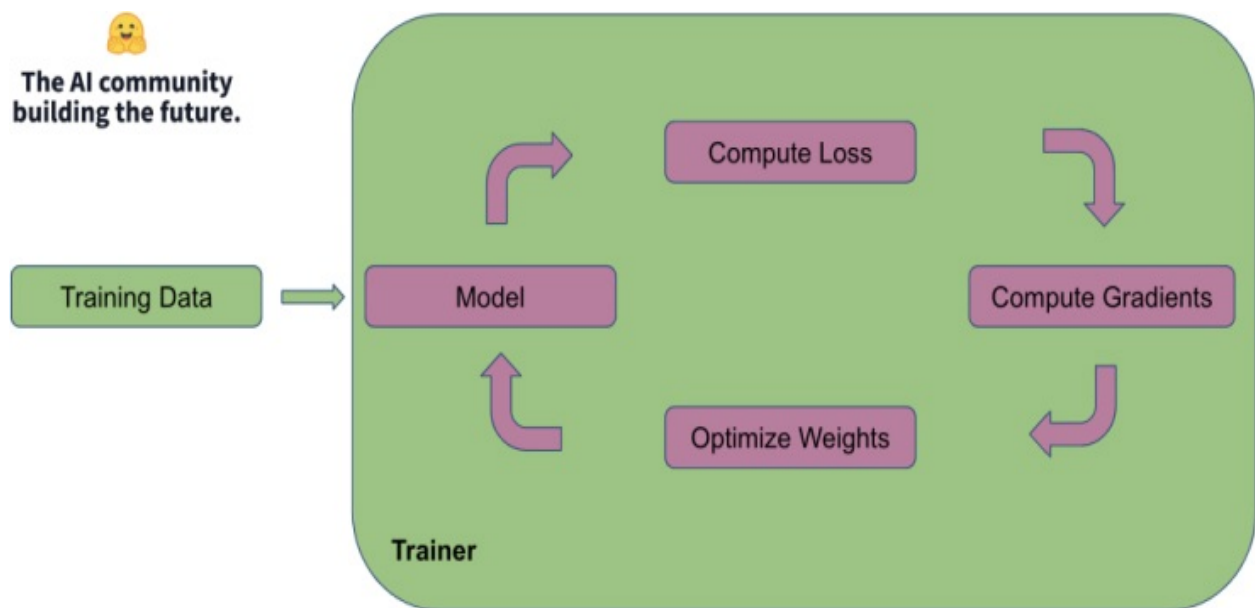 The AI community
building the future.
Compute Loss
Training Data
Model
Compute Gradients
Optimize Weights
Trainer